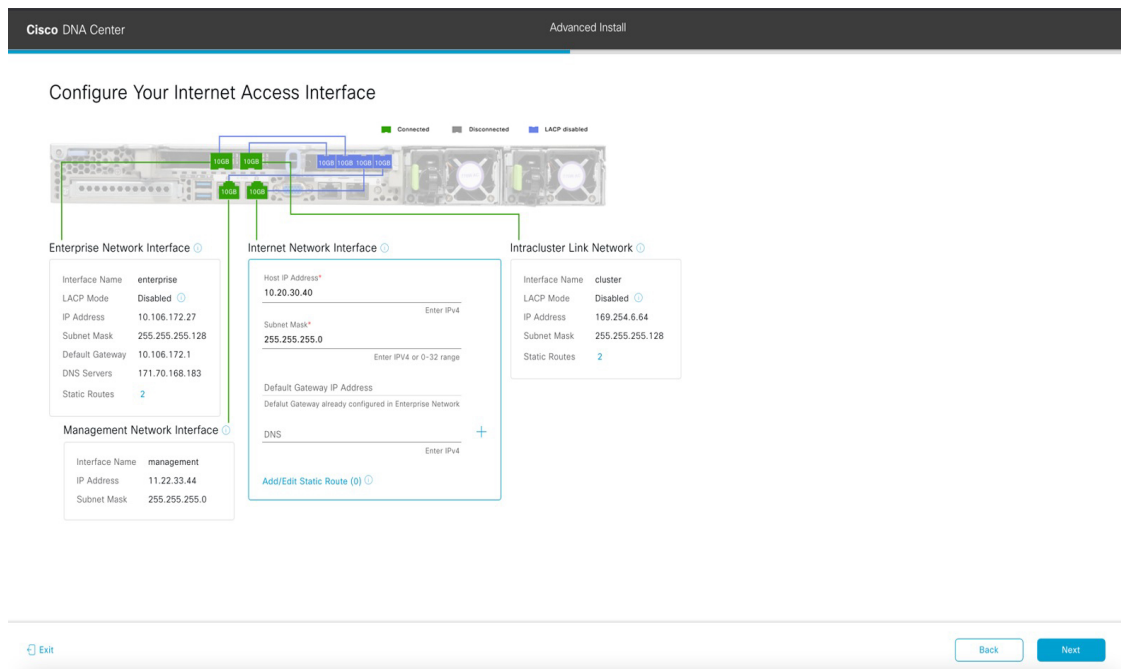 Cisco DNA Center
Advanced Install
Configure Your Internet Access Interface
Connected Disconnected LACP disabled
10GB 10GB 10GB 10GB 10GB 10GB
10GB 10GB
Enterprise Network Interface
Interface Name enterprise
LACP Mode Disabled
IP Address 10.106.172.27
Subnet Mask 255.255.255.128
Default Gateway 10.106.172.1
DNS Servers 171.70.168.183
Static Routes 2
Management Network Interface
Interface Name management
IP Address 11.22.33.44
Subnet Mask 255.255.255.0
Internet Network Interface
Host IP Address*
10.20.30.40
Enter IPv4
Subnet Mask*
255.255.255.0
Enter IPV4 or 0-32 range
Default Gateway IP Address
Defalut Gateway already configured in Enterprise Network
DNS
Enter IPv4
Add/Edit Static Route (0)
Intracluster Link Network
Interface Name cluster
LACP Mode Disabled
IP Address 169.254.6.64
Subnet Mask 255.255.255.128
Static Routes 2
Exit
Back
Next